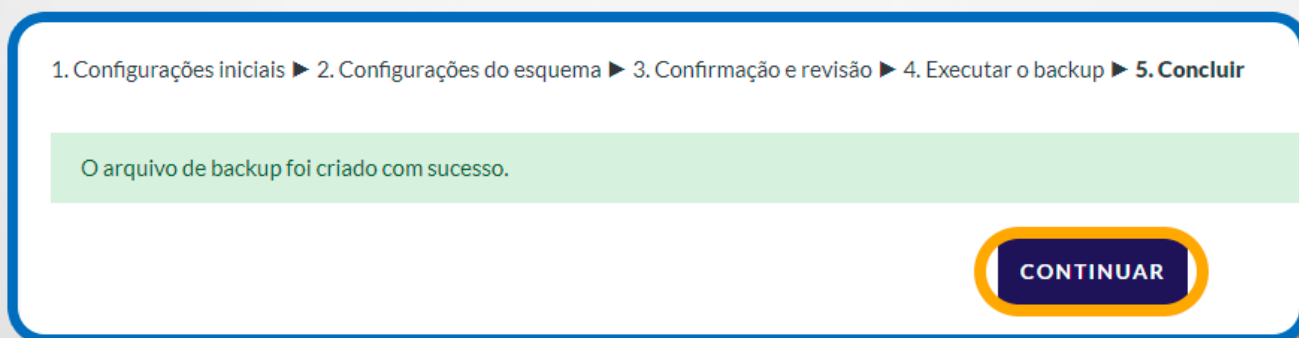 1. Configurações iniciais ► 2. Configurações do esquema ► 3. Confirmação e revisão ► 4. Executar o backup ► 5. Concluir
O arquivo de backup foi criado com sucesso.
CONTINUAR